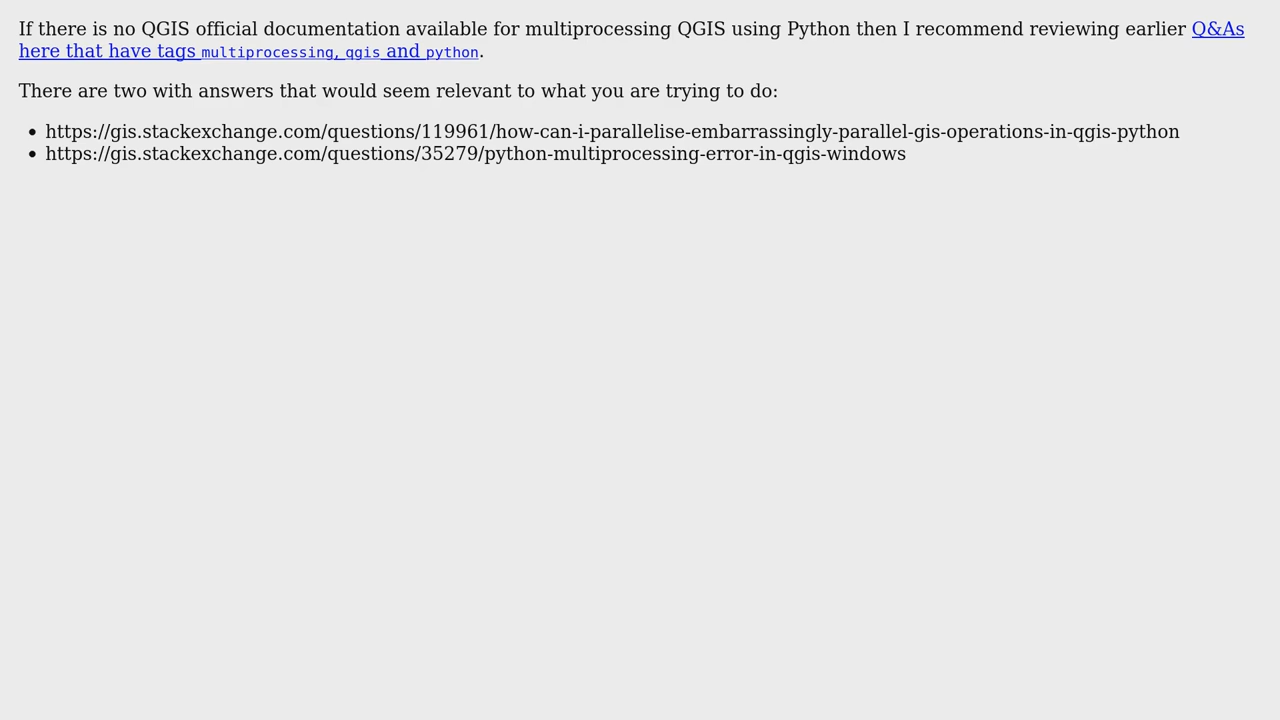 If there is no QGIS official documentation available for multiprocessing QGIS using Python then I recommend reviewing earlier Q&As
here that have tags multiprocessing, qgis and python.
There are two with answers that would seem relevant to what you are trying to do:
• https://gis.stackexchange.com/questions/119961/how-can-i-parallelise-embarrassingly-parallel-gis-operations-in-qgis-python
• https://gis.stackexchange.com/questions/35279/python-multiprocessing-error-in-qgis-windows